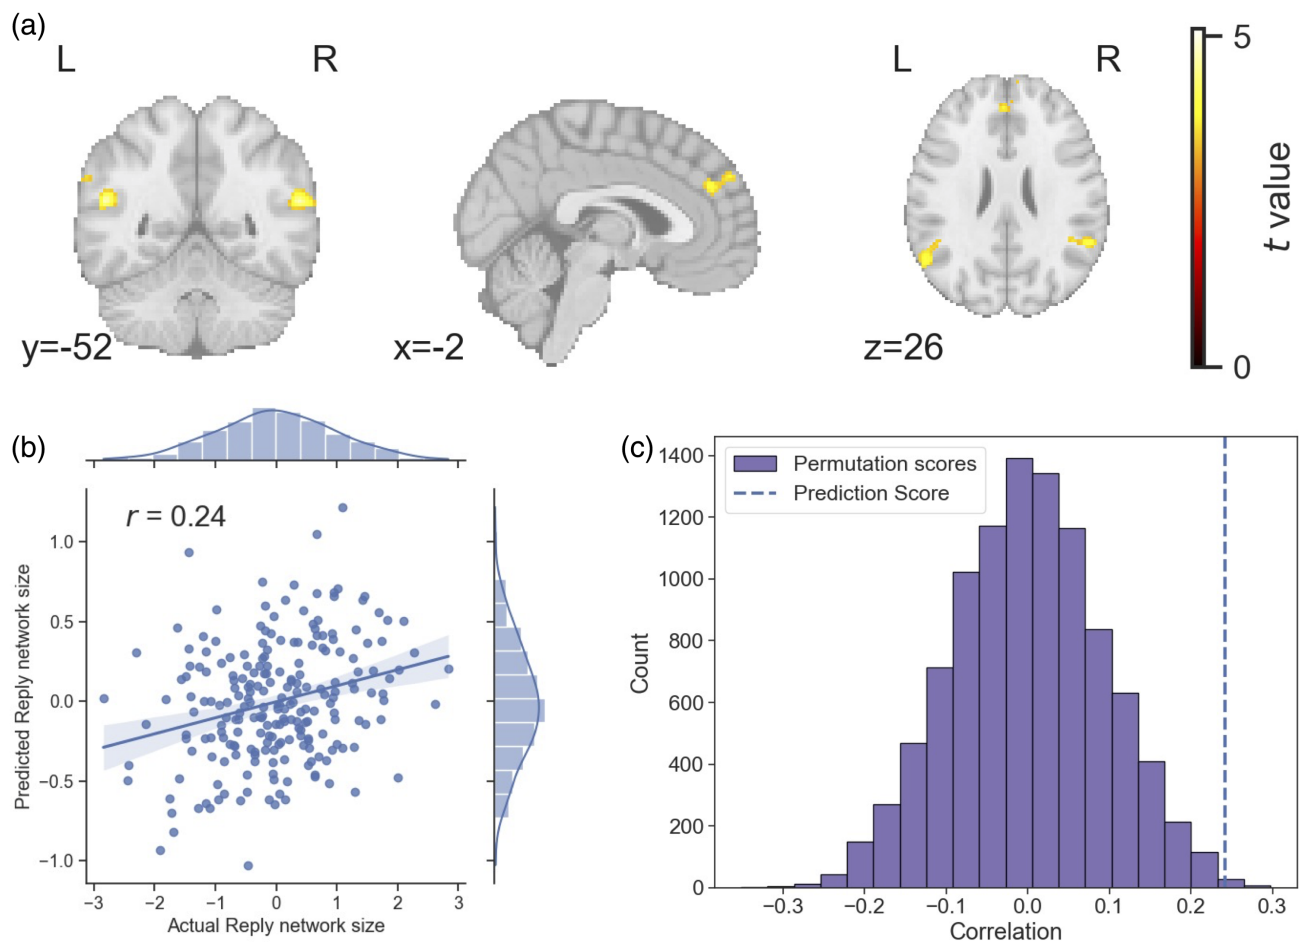 (a)
L
R
L
R
5
t value
0
y=-52
x=-2
z=26
(b)
r = 0.24
1.0
0.5
0.0
−0.5
−1.0
Predicted Reply network size
−3 −2 −1 0 1 2 3
Actual Reply network size
(c)
Permutation scores
Prediction Score
1400
1200
1000
800
600
400
200
0
Count
−0.3 −0.2 −0.1 0.0 0.1 0.2 0.3
Correlation